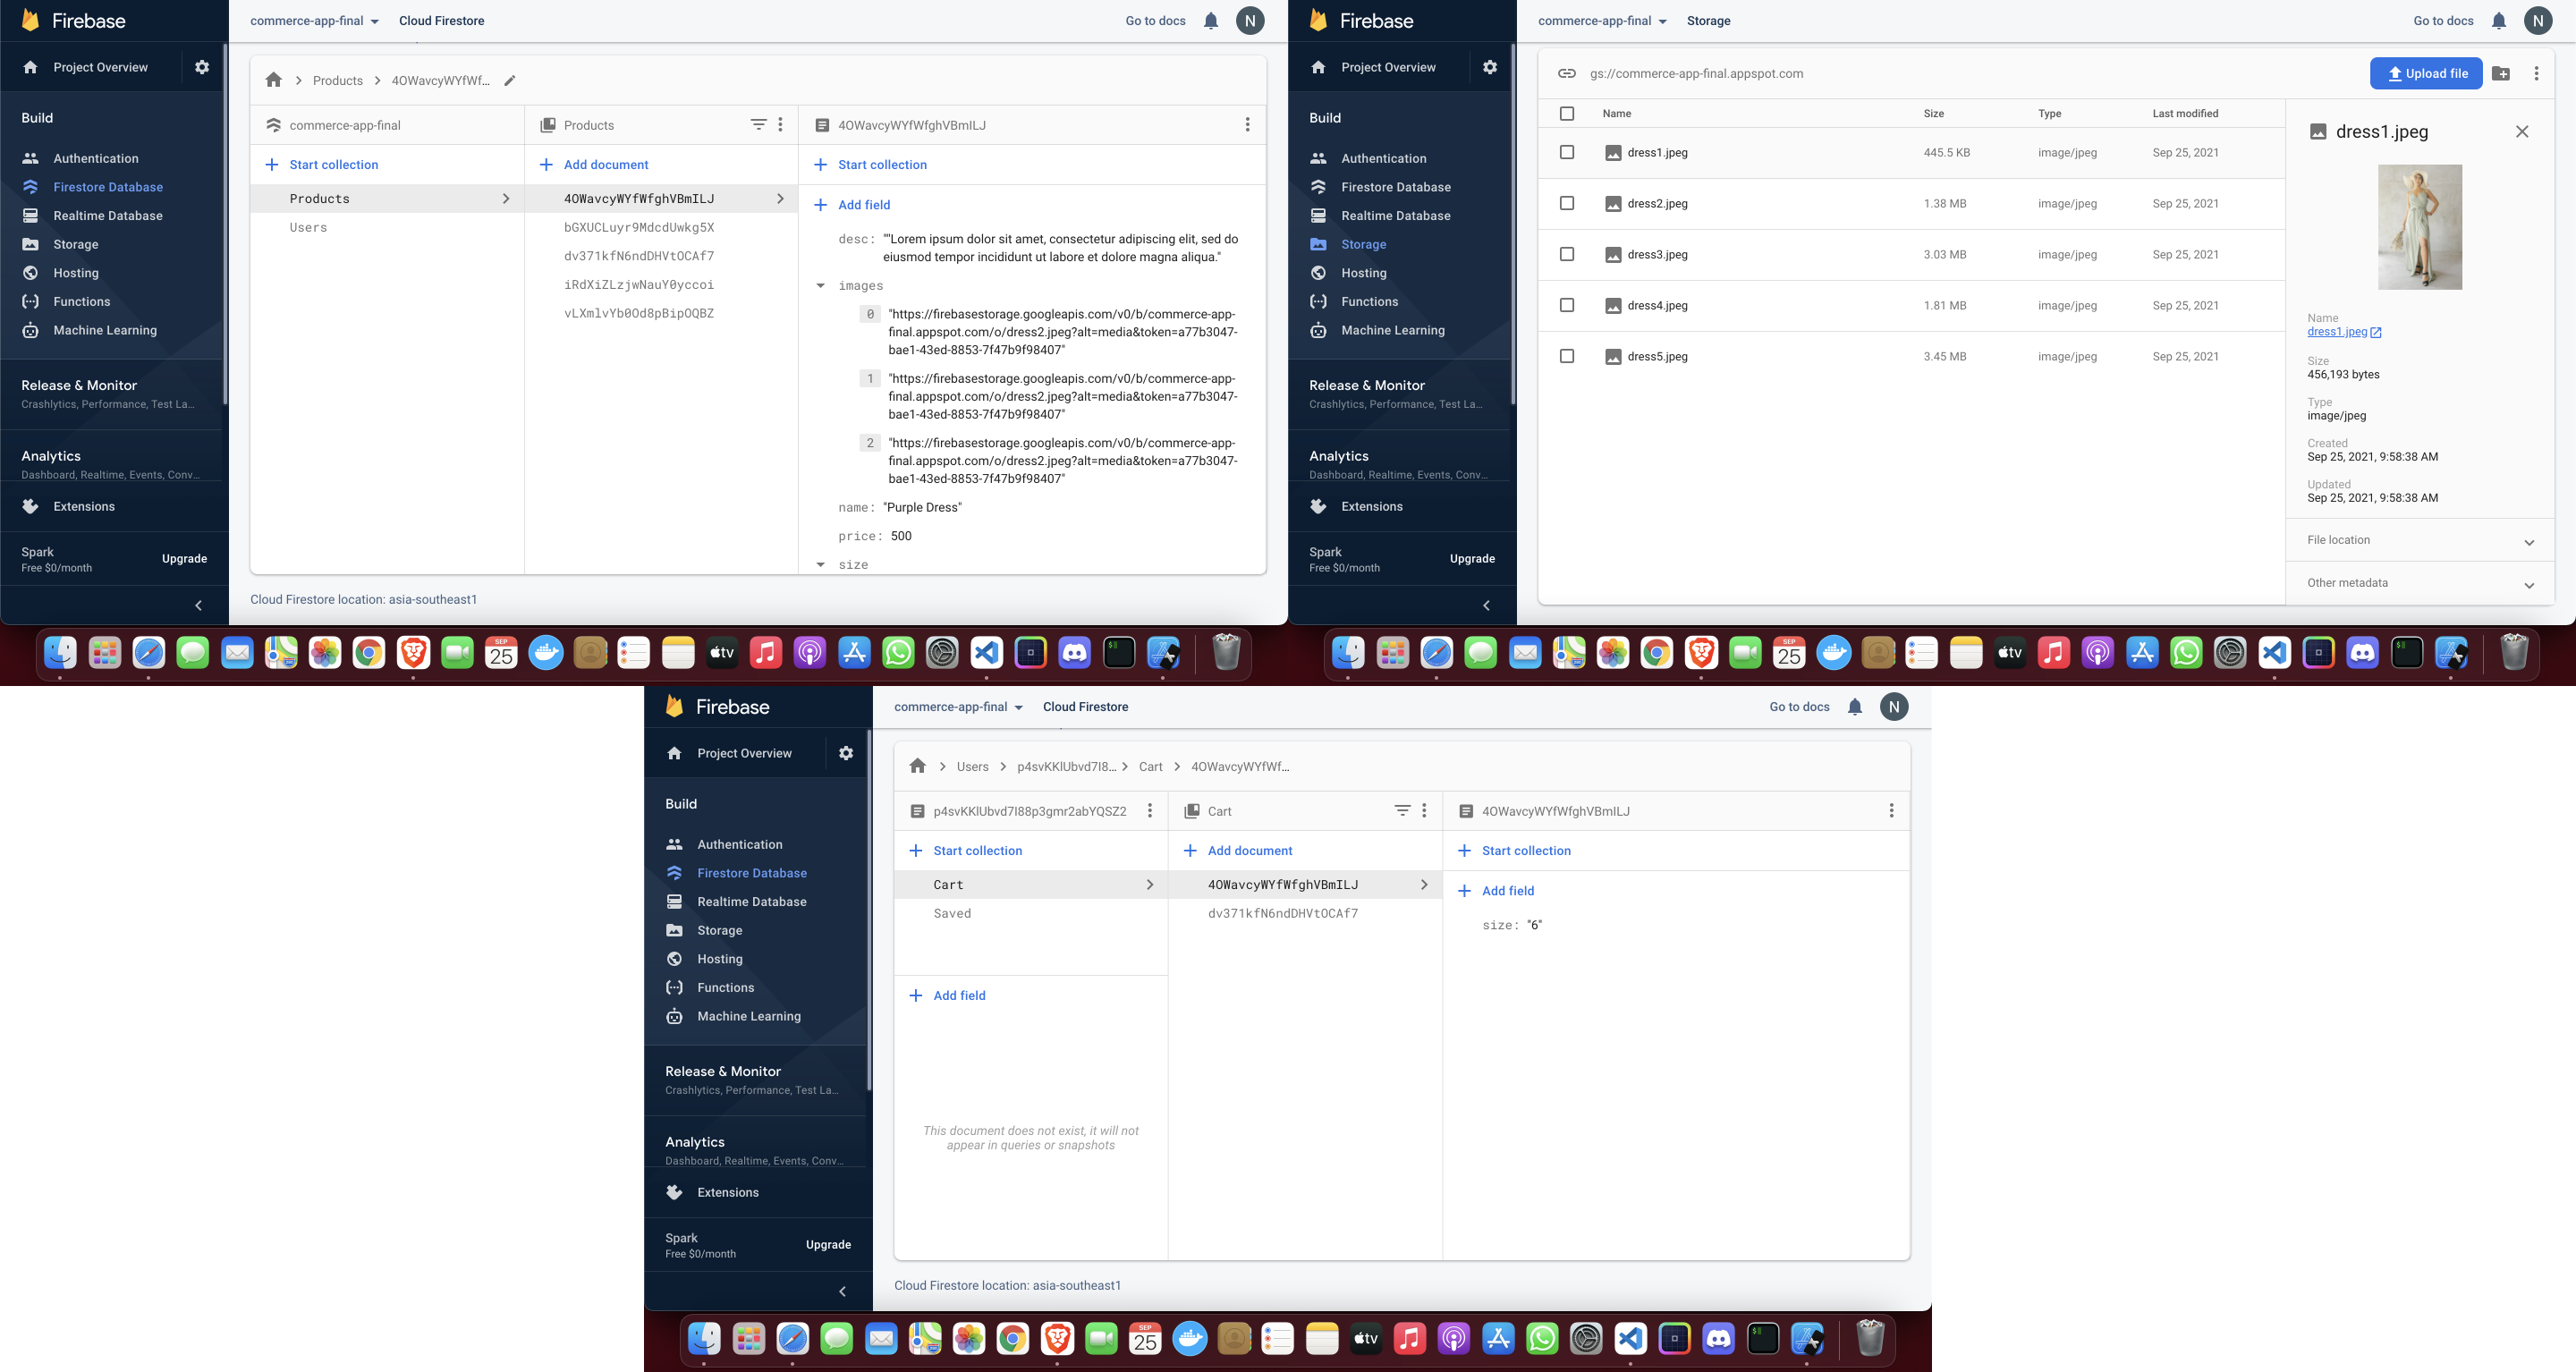 Firebase
commerce-app-final
Cloud Firestore
Go to docs
N
Project Overview
Products
4OWavcyWYfWf...
Build
Authentication
Firestore Database
Realtime Database
Storage
Hosting
Functions
Machine Learning
Release & Monitor
Crashlytics, Performance, Test La...
Analytics
Dashboard, Realtime, Events, Conv...
Extensions
Spark
Free $0/month
Upgrade
commerce-app-final
Start collection
Products
Users
Products
Add document
4OWavcyWYfWfghVBmILJ
bGXUCLuyr9MdcdUwkg5X
dv371kfN6ndDHVtOCAf7
iRdXiZLzjwNauY0yccoi
vLXmlvYb0Od8pBipOQBZ
4OWavcyWYfWfghVBmILJ
Start collection
Add field
desc: ""Lorem ipsum dolor sit amet, consectetur adipiscing elit, sed do
eiusmod tempor incididunt ut labore et dolore magna aliqua."
images
0 "https://firebasestorage.googleapis.com/v0/b/commerce-app-
final.appspot.com/o/dress2.jpeg?alt=media&token=a77b3047-
bae1-43ed-8853-7f47b9f98407"
1 "https://firebasestorage.googleapis.com/v0/b/commerce-app-
final.appspot.com/o/dress2.jpeg?alt=media&token=a77b3047-
bae1-43ed-8853-7f47b9f98407"
2 "https://firebasestorage.googleapis.com/v0/b/commerce-app-
final.appspot.com/o/dress2.jpeg?alt=media&token=a77b3047-
bae1-43ed-8853-7f47b9f98407"
name: "Purple Dress"
price: 500
size
Cloud Firestore location: asia-southeast1
SEP
25
tv
Firebase
commerce-app-final
Storage
Go to docs
N
Project Overview
Build
Authentication
Firestore Database
Realtime Database
Storage
Hosting
Functions
Machine Learning
Release & Monitor
Crashlytics, Performance, Test La...
Analytics
Dashboard, Realtime, Events, Conv...
Extensions
Spark
Free $0/month
Upgrade
gs://commerce-app-final.appspot.com
Upload file
Name Size Type Last modified
dress1.jpeg 445.5 KB image/jpeg Sep 25, 2021
dress2.jpeg 1.38 MB image/jpeg Sep 25, 2021
dress3.jpeg 3.03 MB image/jpeg Sep 25, 2021
dress4.jpeg 1.81 MB image/jpeg Sep 25, 2021
dress5.jpeg 3.45 MB image/jpeg Sep 25, 2021
dress1.jpeg
Name
dress1.jpeg
Size
456,193 bytes
Type
image/jpeg
Created
Sep 25, 2021, 9:58:38 AM
Updated
Sep 25, 2021, 9:58:38 AM
File location
Other metadata
SEP
25
tv
Firebase
commerce-app-final
Cloud Firestore
Go to docs
N
Project Overview
Users
p4svKKlUbvd7I8...
Cart
4OWavcyWYfWf...
Build
Authentication
Firestore Database
Realtime Database
Storage
Hosting
Functions
Machine Learning
Release & Monitor
Crashlytics, Performance, Test La...
Analytics
Dashboard, Realtime, Events, Conv...
Extensions
Spark
Free $0/month
Upgrade
p4svKKlUbvd7I88p3gmr2abYQSZ2
Start collection
Cart
Saved
Add field
This document does not exist, it will not
appear in queries or snapshots
Cart
Add document
4OWavcyWYfWfghVBmILJ
dv371kfN6ndDHVtOCAf7
4OWavcyWYfWfghVBmILJ
Start collection
Add field
size: "6"
Cloud Firestore location: asia-southeast1
SEP
25
tv